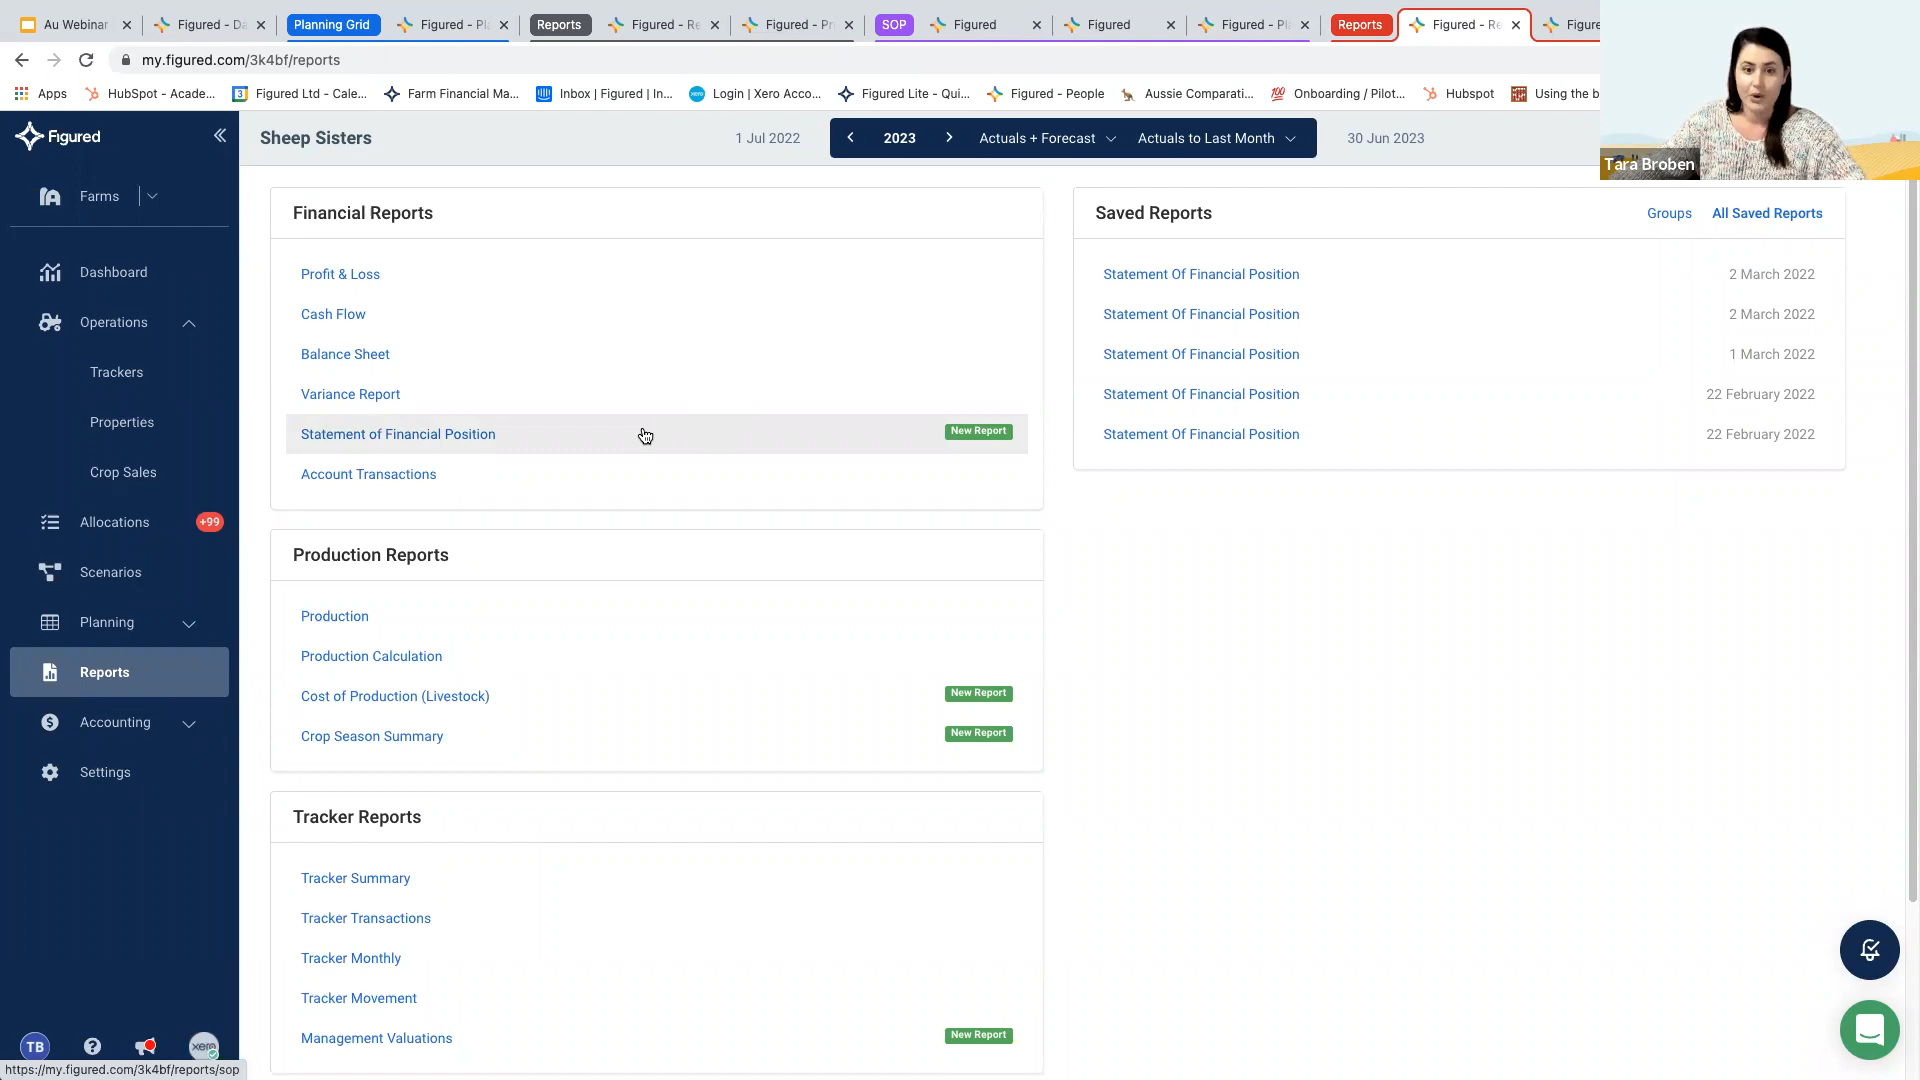 Au Webinar
Figured - Da
Planning Grid
Figured - Pl
Reports
Figured - Re
Figured - Pr
SOP
Figured
Figured
Figured - Pl
Reports
Figured - Re
Figure
my.figured.com/3k4bf/reports
Apps
HubSpot - Acade...
Figured Ltd - Cale...
Farm Financial Ma...
Inbox | Figured | In...
Login | Xero Acco...
Figured Lite - Qui...
Figured - People
Aussie Comparati...
Onboarding / Pilot...
Hubspot
Using the b
Tara Broben
Figured
Farms
Dashboard
Operations
Trackers
Properties
Crop Sales
Allocations +99
Scenarios
Planning
Reports
Accounting
Settings
TB
xero
https://my.figured.com/3k4bf/reports/sop
Sheep Sisters
1 Jul 2022
2023
Actuals + Forecast
Actuals to Last Month
30 Jun 2023
Financial Reports
Profit & Loss
Cash Flow
Balance Sheet
Variance Report
Statement of Financial Position New Report
Account Transactions
Production Reports
Production
Production Calculation
Cost of Production (Livestock) New Report
Crop Season Summary New Report
Tracker Reports
Tracker Summary
Tracker Transactions
Tracker Monthly
Tracker Movement
Management Valuations New Report
Saved Reports Groups All Saved Reports
Statement Of Financial Position 2 March 2022
Statement Of Financial Position 2 March 2022
Statement Of Financial Position 1 March 2022
Statement Of Financial Position 22 February 2022
Statement Of Financial Position 22 February 2022